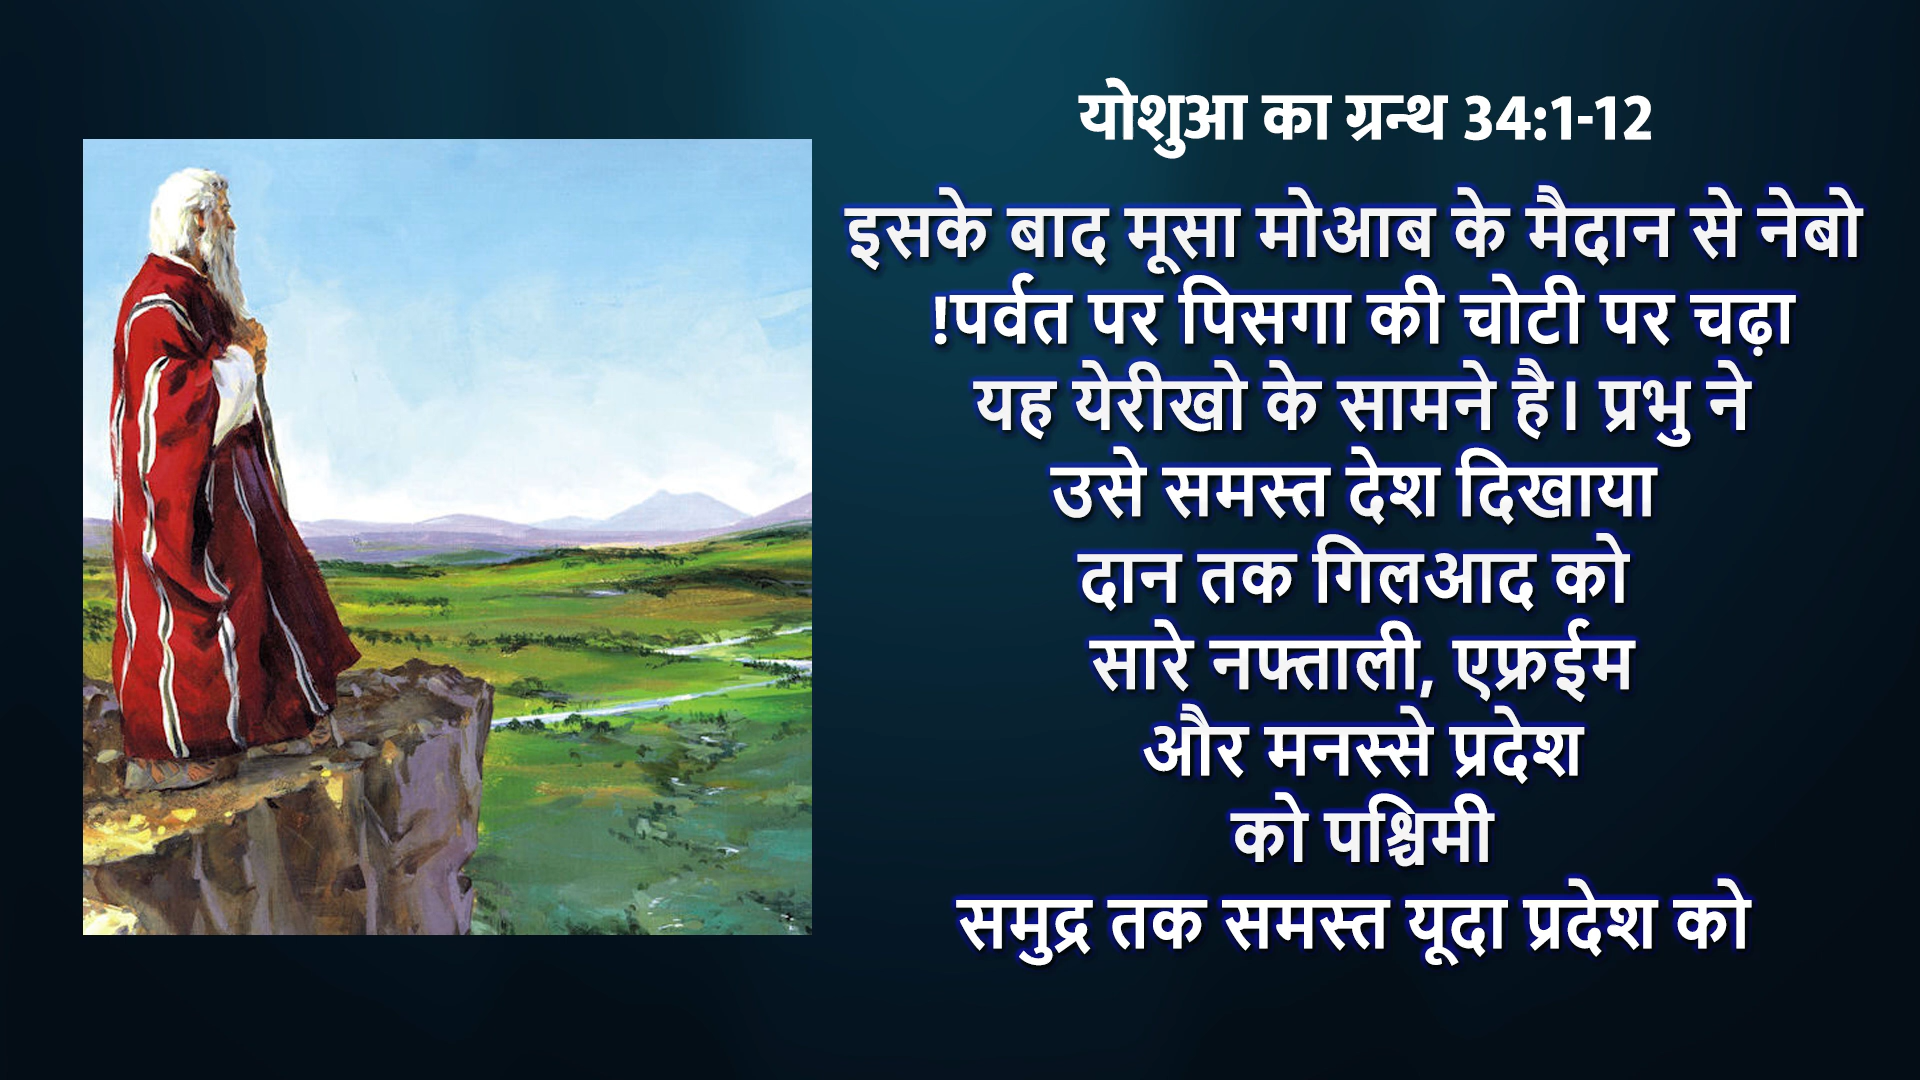 योशुआ का ग्रन्थ 34:1-12
इसके बाद मूसा मोआब के मैदान से नेबो
!पर्वत पर पिसगा की चोटी पर चढ़ा
यह येरीखो के सामने है। प्रभु ने
उसे समस्त देश दिखाया
दान तक गिलआद को
सारे नफ्ताली, एफ्रईम
और मनस्से प्रदेश
को पश्चिमी
समुद्र तक समस्त यूदा प्रदेश को